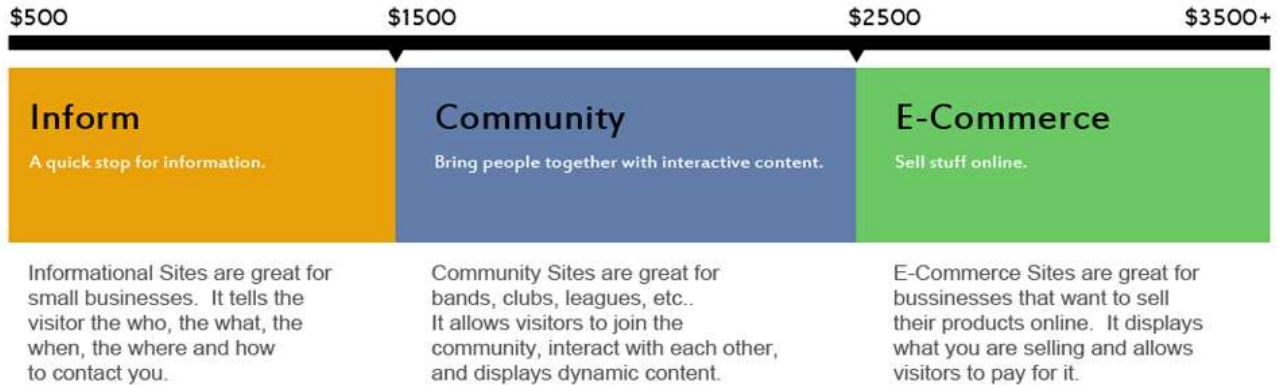 $500 $1500 $2500 $3500+
Inform
A quick stop for information.
Community
Bring people together with interactive content.
E-Commerce
Sell stuff online.
Informational Sites are great for
small businesses. It tells the
visitor the who, the what, the
when, the where and how
to contact you.
Community Sites are great for
bands, clubs, leagues, etc..
It allows visitors to join the
community, interact with each other,
and displays dynamic content.
E-Commerce Sites are great for
bussinesses that want to sell
their products online. It displays
what you are selling and allows
visitors to pay for it.